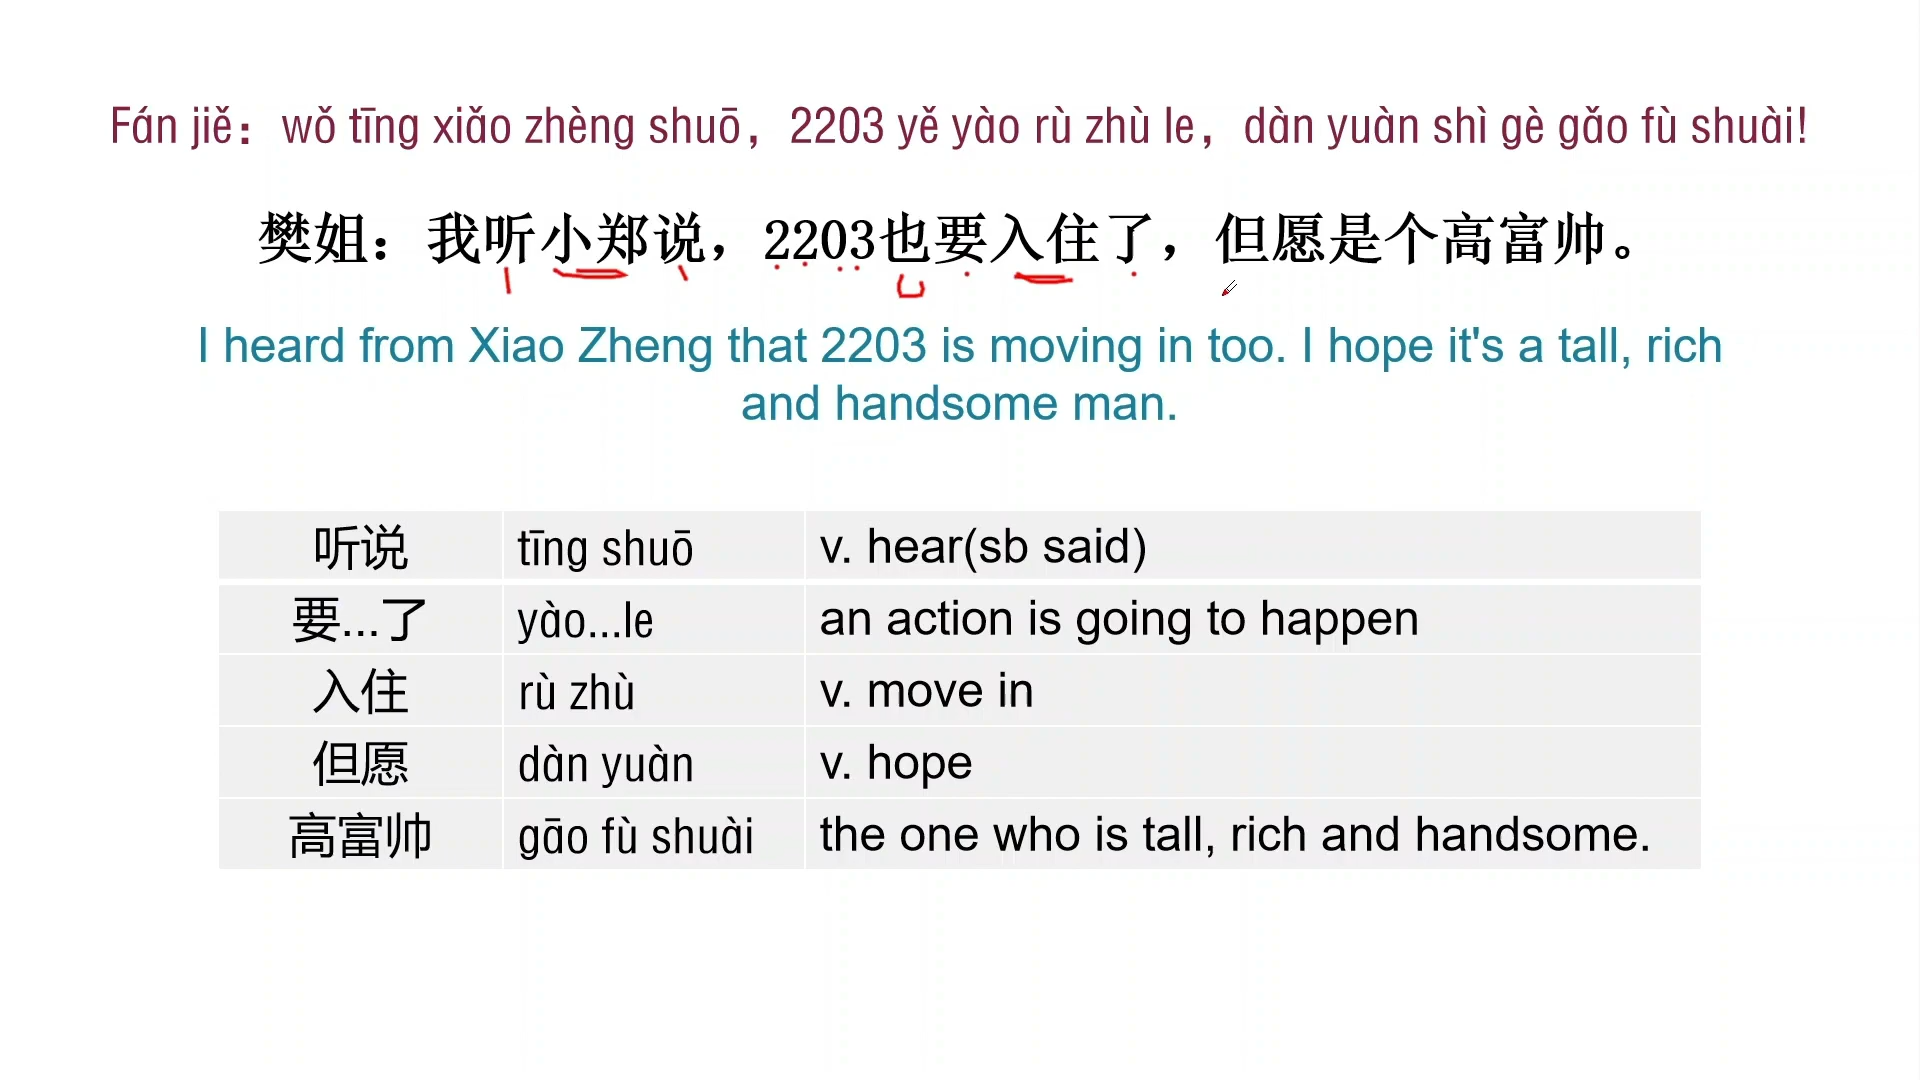 Fán jiě：wǒ tīng xiǎo zhèng shuō，2203 yě yào rù zhù le，dàn yuàn shì gè gǎo fù shuài!
樊姐：我听小郑说，2203也要入住了，但愿是个高富帅。
I heard from Xiao Zheng that 2203 is moving in too. I hope it's a tall, rich
and handsome man.
听说 tīng shuō v. hear(sb said)
要...了 yào...le an action is going to happen
入住 rù zhù v. move in
但愿 dàn yuàn v. hope
高富帅 gāo fù shuài the one who is tall, rich and handsome.